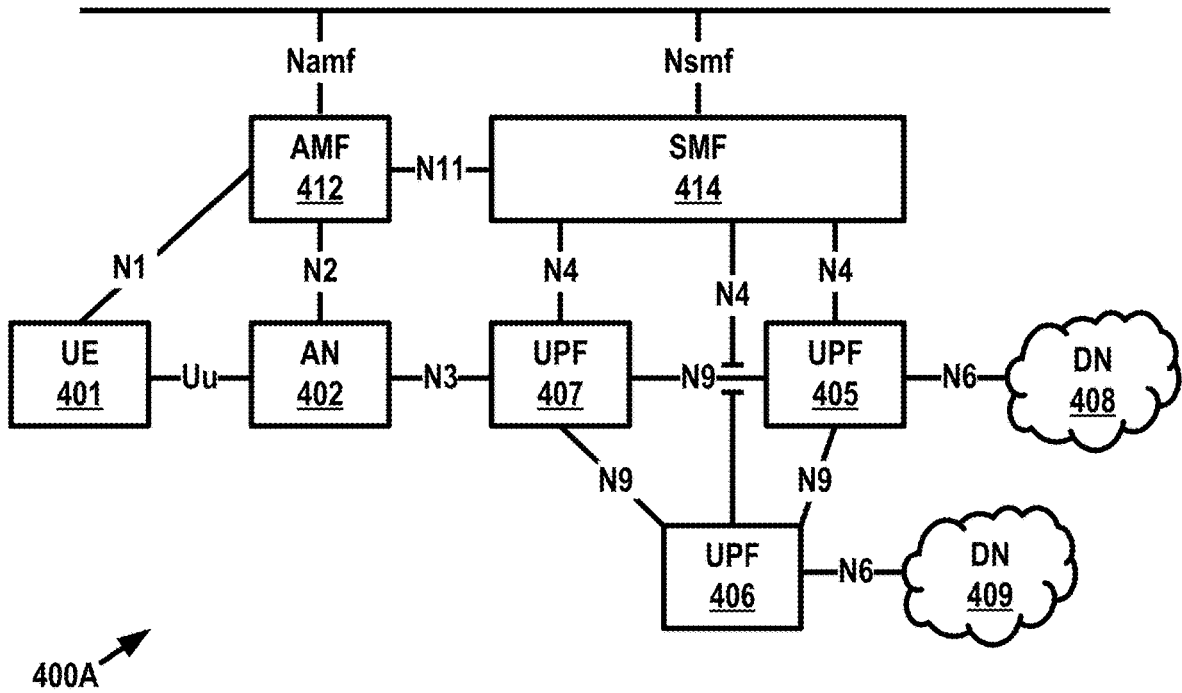 Namf
Nsmf
AMF
412
N11
SMF
414
N1
N2
N4
N4
N4
UE
401
Uu
AN
402
N3
UPF
407
N9
UPF
405
N6
DN
408
N9
N9
UPF
406
N6
DN
409
400A